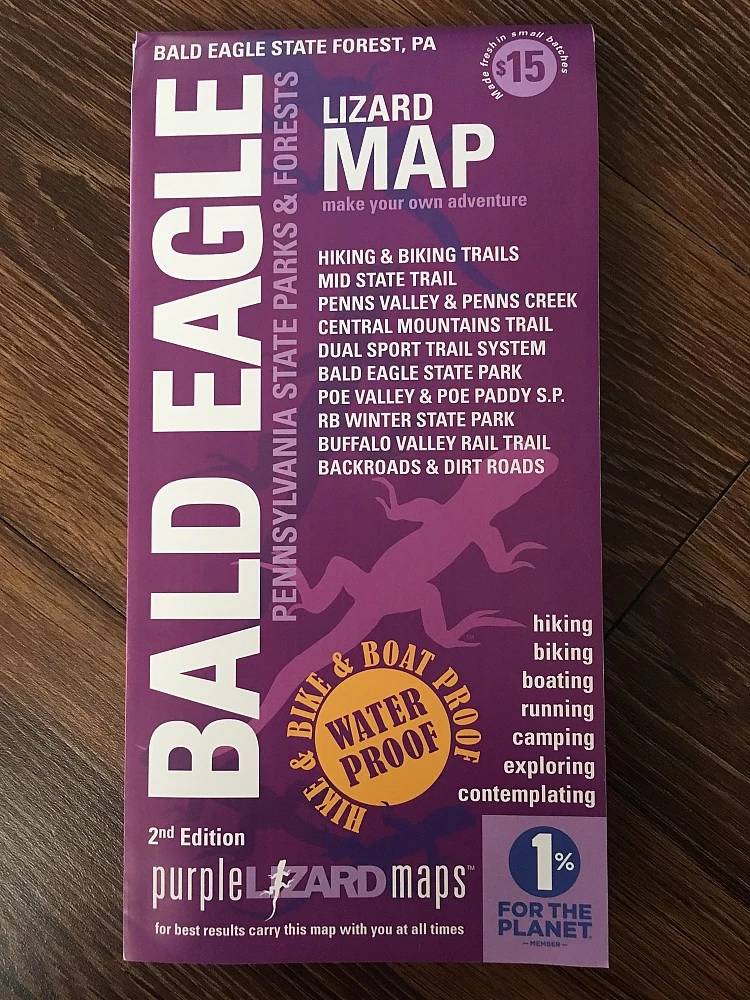 BALD EAGLE STATE FOREST, PA
Made fresh in small batches
$15
BALD EAGLE
PENNSYLVANIA STATE PARKS & FORESTS
LIZARD
MAP
make your own adventure
HIKING & BIKING TRAILS
MID STATE TRAIL
PENNS VALLEY & PENNS CREEK
CENTRAL MOUNTAINS TRAIL
DUAL SPORT TRAIL SYSTEM
BALD EAGLE STATE PARK
POE VALLEY & POE PADDY S.P.
RB WINTER STATE PARK
BUFFALO VALLEY RAIL TRAIL
BACKROADS & DIRT ROADS
hiking
biking
boating
running
camping
exploring
contemplating
HIKE & BIKE & BOAT PROOF
WATER
PROOF
2nd Edition
purpleLIZARDmaps™
for best results carry this map with you at all times
1%
FOR THE
PLANET
– MEMBER –